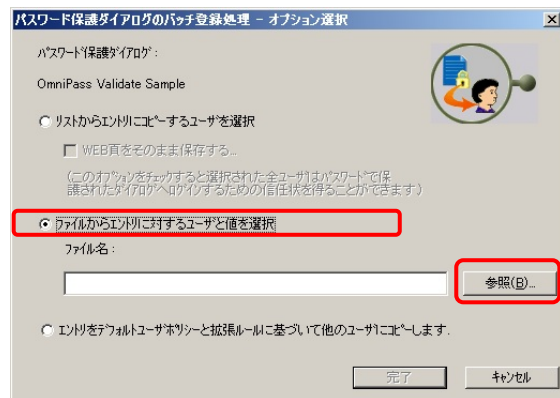 パスワード保護ダイアログのバッチ登録処理 - オプション選択
パスワード保護ダイアログ:
OmniPass Validate Sample
リストからエントリにコピーするユーザを選択
WEB頁をそのまま保存する...
(このオプションをチェックすると選択された全ユーザはパスワードで保
護されたダイアログへログインするための信任状を得ることができます)
ファイルからエントリに対するユーザと値を選択
ファイル名:
参照(B)...
エントリをデフォルトユーザポリシーと拡張ルールに基づいて他のユーザにコピーします.
完了
キャンセル